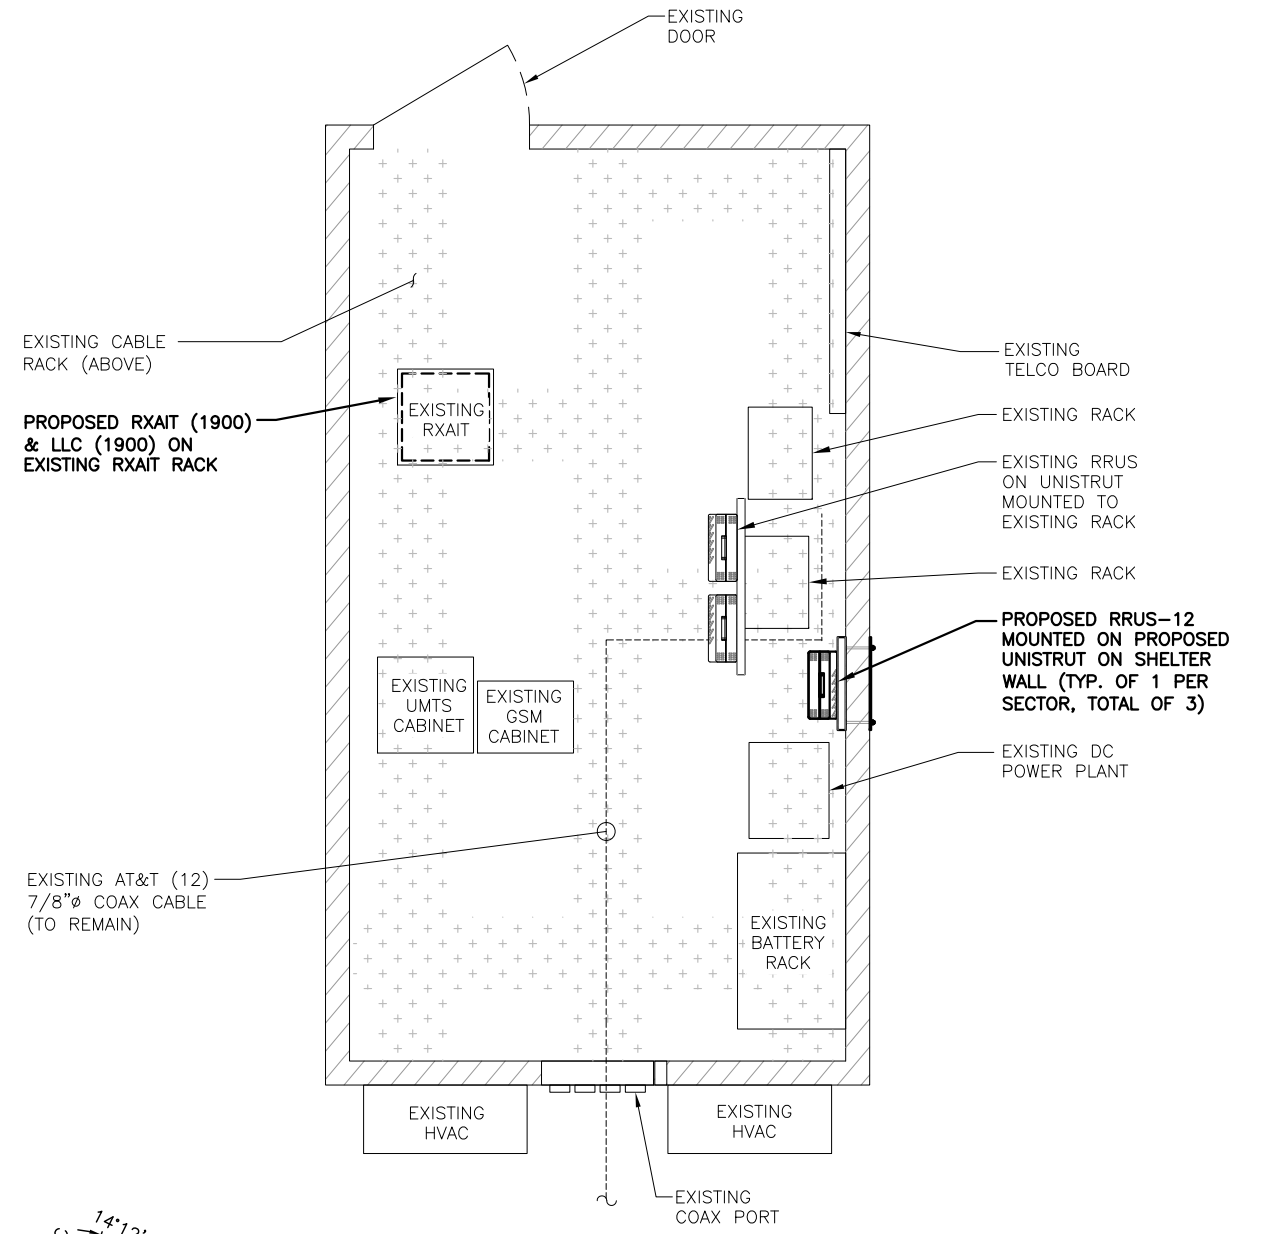 EXISTING
DOOR
EXISTING CABLE
RACK (ABOVE)
PROPOSED RXAIT (1900)
& LLC (1900) ON
EXISTING RXAIT RACK
EXISTING
RXAIT
EXISTING
TELCO BOARD
EXISTING RACK
EXISTING RRUS
ON UNISTRUT
MOUNTED TO
EXISTING RACK
EXISTING RACK
PROPOSED RRUS-12
MOUNTED ON PROPOSED
UNISTRUT ON SHELTER
WALL (TYP. OF 1 PER
SECTOR, TOTAL OF 3)
EXISTING
UMTS
CABINET
EXISTING
GSM
CABINET
EXISTING DC
POWER PLANT
EXISTING AT&T (12)
7/8"ø COAX CABLE
(TO REMAIN)
EXISTING
BATTERY
RACK
EXISTING
HVAC
EXISTING
HVAC
EXISTING
COAX PORT